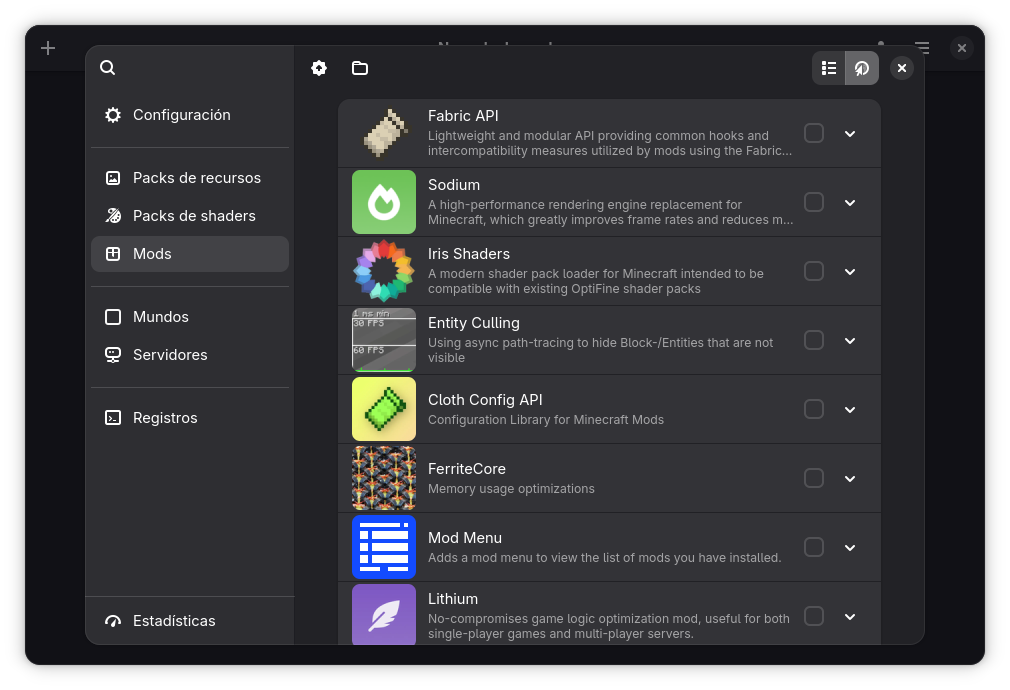 Configuración
Packs de recursos
Packs de shaders
Mods
Mundos
Servidores
Registros
Estadísticas
Fabric API
Lightweight and modular API providing common hooks and
intercompatibility measures utilized by mods using the Fabric...
Sodium
A high-performance rendering engine replacement for
Minecraft, which greatly improves frame rates and reduces m...
Iris Shaders
A modern shader pack loader for Minecraft intended to be
compatible with existing OptiFine shader packs
1 ms min
30 FPS
60 FPS
Entity Culling
Using async path-tracing to hide Block-/Entities that are not
visible
Cloth Config API
Configuration Library for Minecraft Mods
FerriteCore
Memory usage optimizations
Mod Menu
Adds a mod menu to view the list of mods you have installed.
Lithium
No-compromises game logic optimization mod, useful for both
single-player games and multi-player servers.